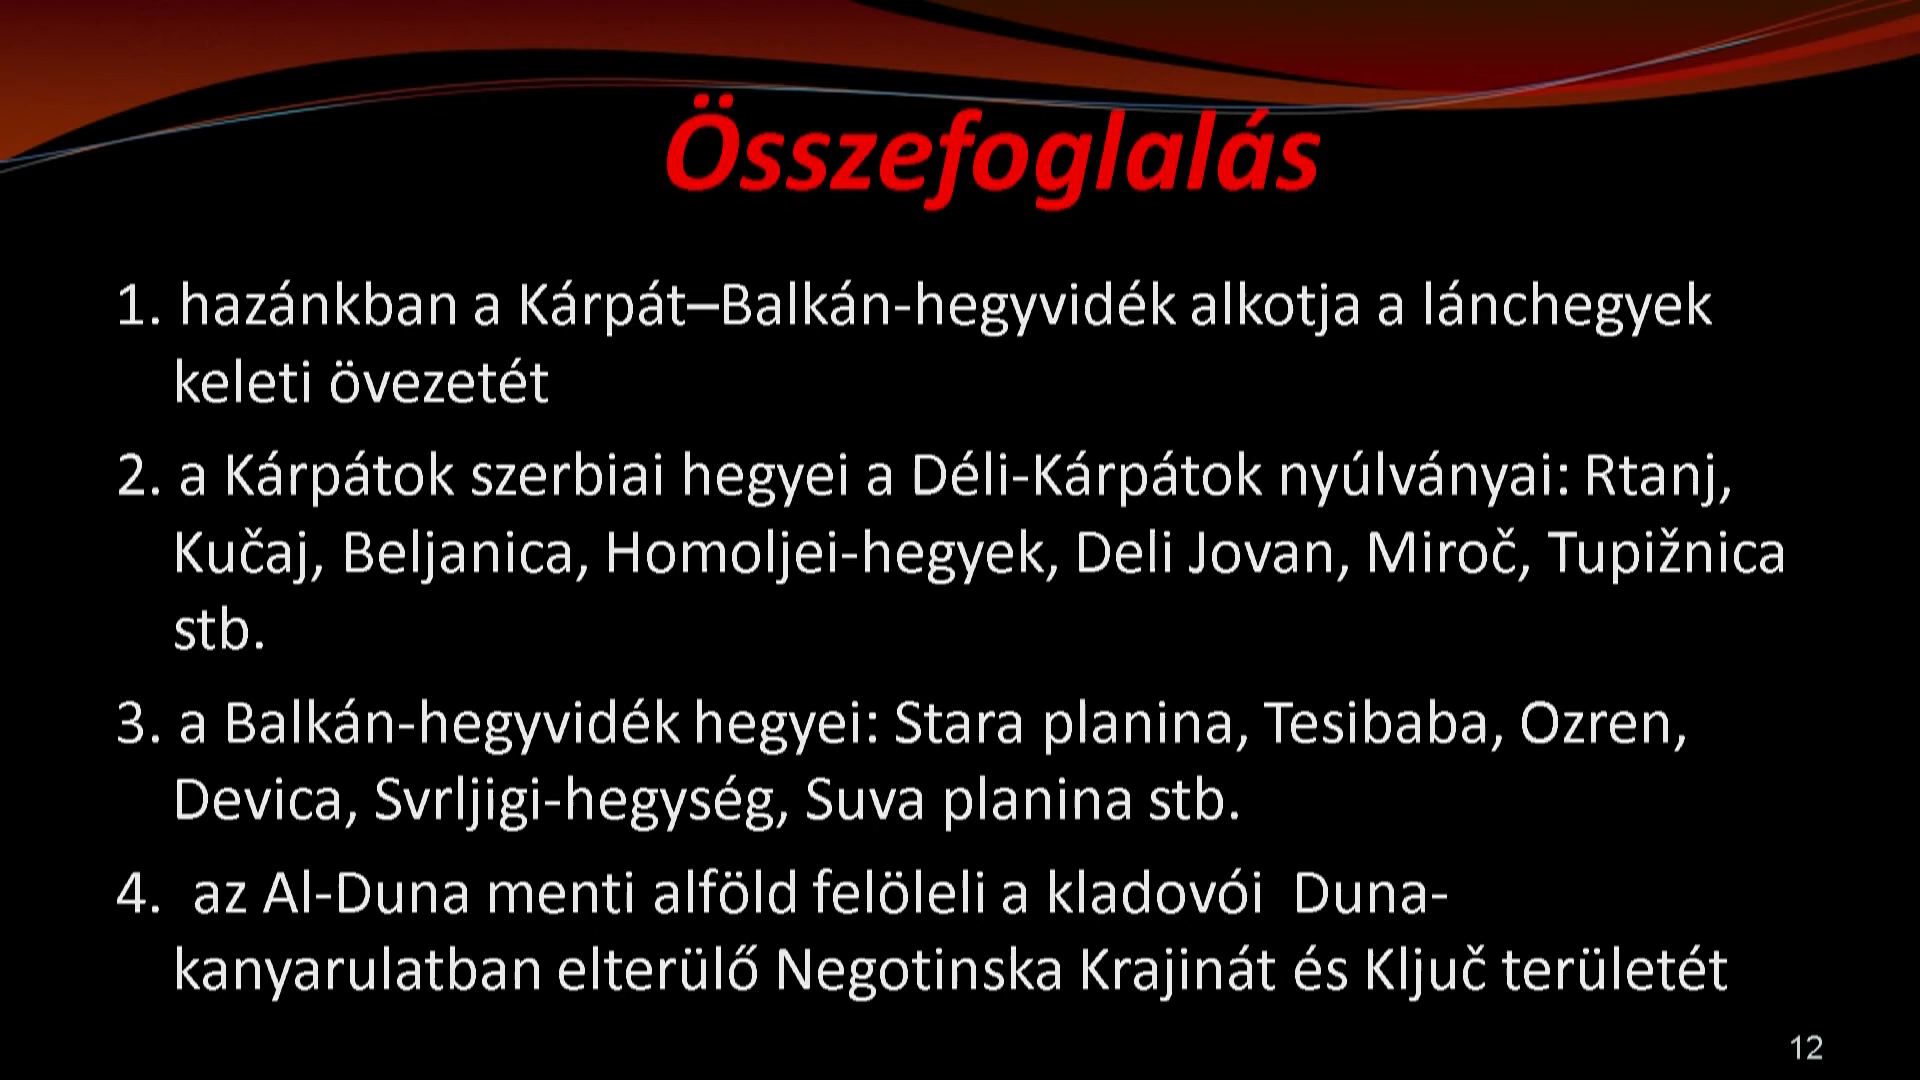 Összefoglalás
1. hazánkban a Kárpát–Balkán-hegyvidék alkotja a lánchegyek
keleti övezetét
2. a Kárpátok szerbiai hegyei a Déli-Kárpátok nyúlványai: Rtanj,
Kučaj, Beljanica, Homoljei-hegyek, Deli Jovan, Miroč, Tupižnica
stb.
3. a Balkán-hegyvidék hegyei: Stara planina, Tesibaba, Ozren,
Devica, Svrljigi-hegység, Suva planina stb.
4. az Al-Duna menti alföld felöleli a kladovói Duna-
kanyarulatban elterülő Negotinska Krajinát és Ključ területét
12